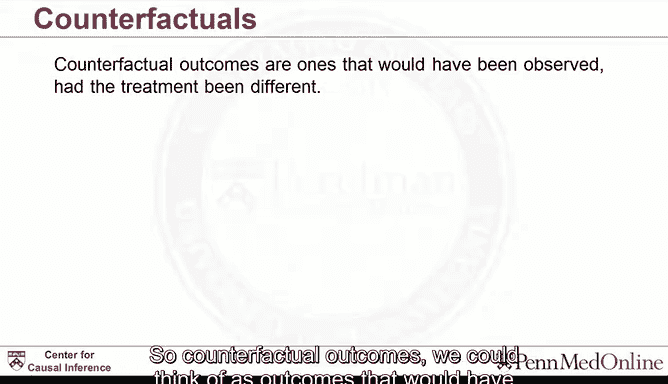 Counterfactuals
Counterfactual outcomes are ones that would have been observed,
had the treatment been different.
Center for
Causal Inference
PennMedOnline
So counterfactual outcomes, we could
think of as outcomes that would have